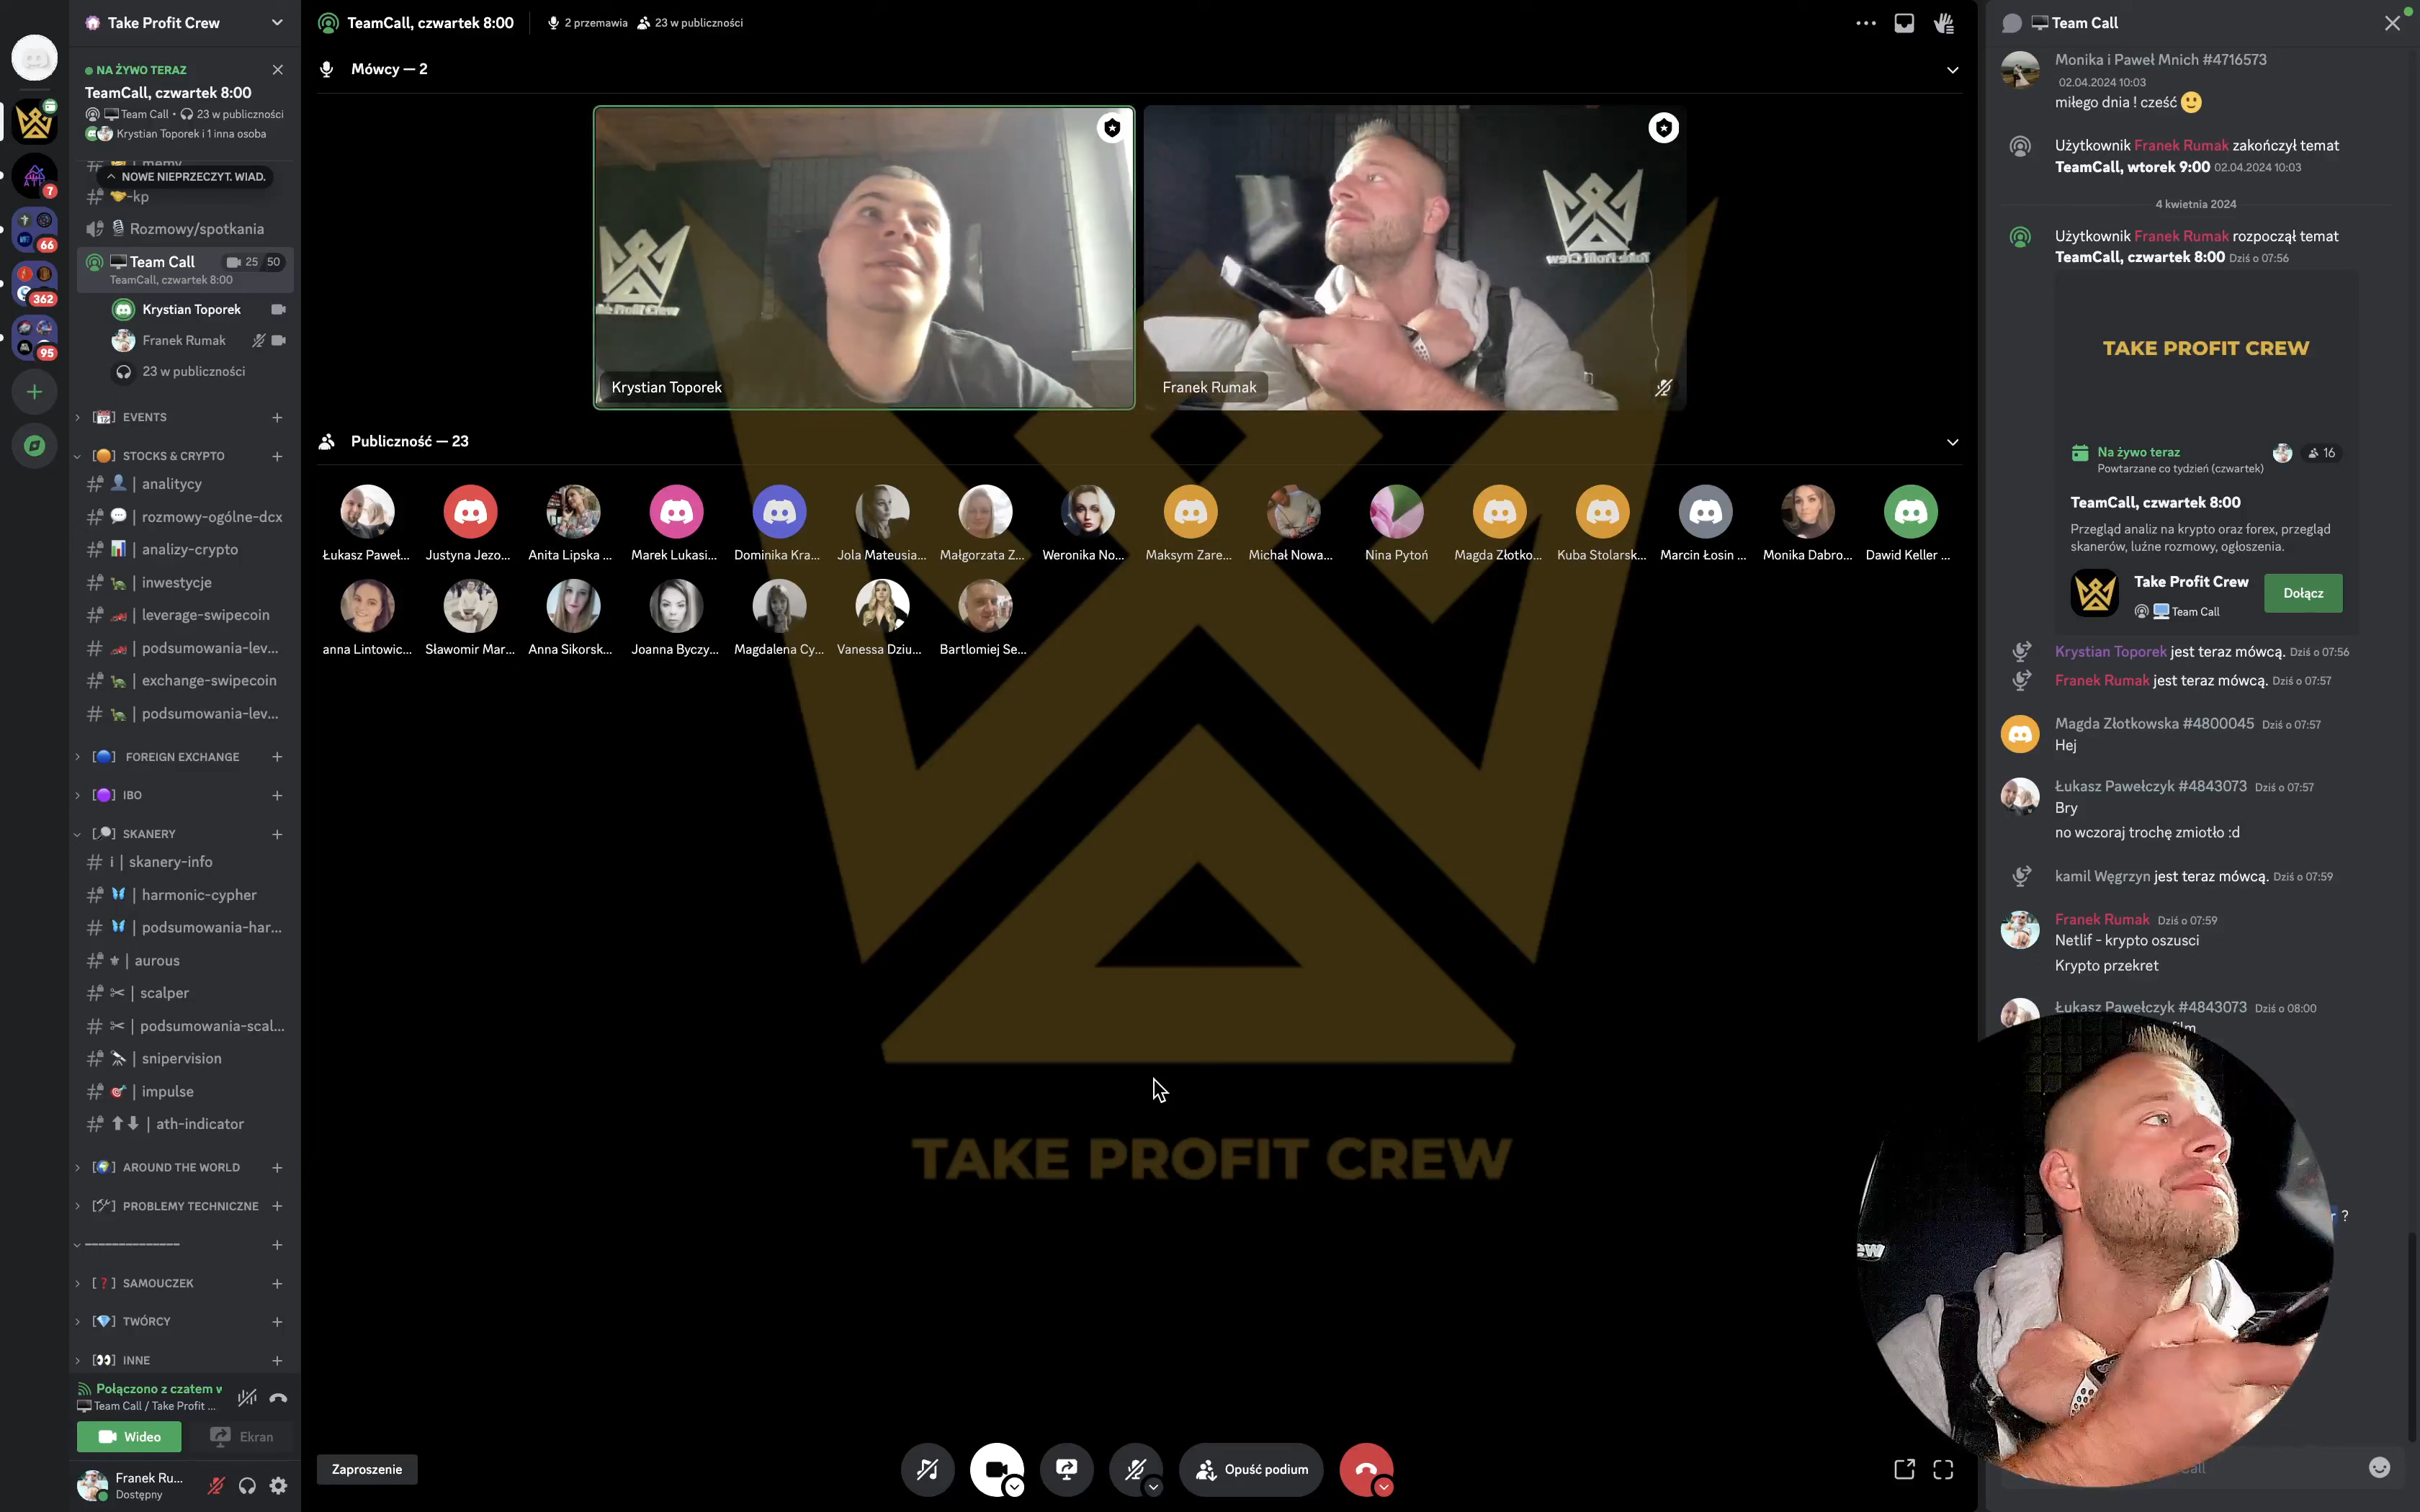 Take Profit Crew
NA ŻYWO TERAZ
TeamCall, czwartek 8:00
Team Call • 23 w publiczności
Krystian Toporek i 1 inna osoba
memy
NOWE NIEPRZECZYT. WIAD.
-kp
Rozmowy/spotkania
Team Call 25 50
TeamCall, czwartek 8:00
Krystian Toporek
Franek Rumak
23 w publiczności
EVENTS
STOCKS & CRYPTO
analitycy
rozmowy-ogólne-dcx
analizy-crypto
inwestycje
leverage-swipecoin
podsumowania-lev...
exchange-swipecoin
podsumowania-lev...
FOREIGN EXCHANGE
IBO
SKANERY
i | skanery-info
harmonic-cypher
podsumowania-har...
aurous
scalper
podsumowania-scal...
snipervision
impulse
ath-indicator
AROUND THE WORLD
PROBLEMY TECHNICZNE
SAMOUCZEK
TWÓRCY
INNE
Połączono z czatem w
Team Call / Take Profit ...
Wideo
Ekran
Franek Ru...
Dostępny
7
66
362
95
TeamCall, czwartek 8:00
2 przemawia 23 w publiczności
Mówcy — 2
Take Profit Crew
Krystian Toporek
Franek Rumak
Publiczność — 23
Łukasz Paweł... Justyna Jezo... Anita Lipska ... Marek Lukasi... Dominika Kra... Jola Mateusia... Małgorzata Z... Weronika No... Maksym Zare... Michał Nowa... Nina Pytoń Magda Złotko... Kuba Stolarsk... Marcin Łosin ... Monika Dabro... Dawid Keller ...
anna Lintowic... Sławomir Mar... Anna Sikorsk... Joanna Byczy... Magdalena Cy... Vanessa Dziu... Bartlomiej Se...
TAKE PROFIT CREW
Zaproszenie
Opuść podium
Team Call
Monika i Paweł Mnich #4716573
02.04.2024 10:03
miłego dnia ! cześć
Użytkownik Franek Rumak zakończył temat
TeamCall, wtorek 9:00 02.04.2024 10:03
4 kwietnia 2024
Użytkownik Franek Rumak rozpoczął temat
TeamCall, czwartek 8:00 Dziś o 07:56
TAKE PROFIT CREW
Na żywo teraz 16
Powtarzane co tydzień (czwartek)
TeamCall, czwartek 8:00
Przegląd analiz na krypto oraz forex, przegląd
skanerów, luźne rozmowy, ogłoszenia.
Take Profit Crew
Team Call
Dołącz
Krystian Toporek jest teraz mówcą. Dziś o 07:56
Franek Rumak jest teraz mówcą. Dziś o 07:57
Magda Złotkowska #4800045 Dziś o 07:57
Hej
Łukasz Pawełczyk #4843073 Dziś o 07:57
Bry
no wczoraj trochę zmiotło :d
kamil Węgrzyn jest teraz mówcą. Dziś o 07:59
Franek Rumak Dziś o 07:59
Netlif - krypto oszusci
Krypto przekret
Łukasz Pawełczyk #4843073 Dziś o 08:00
film
?